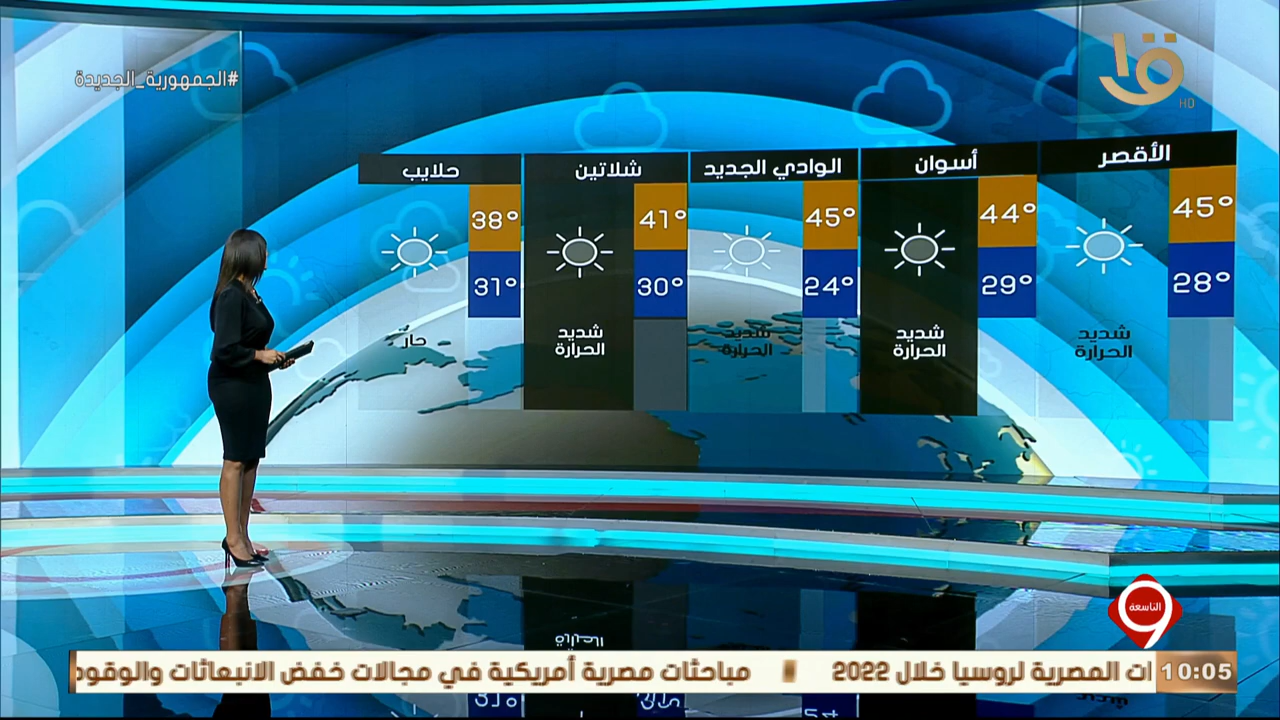 #الجمهورية_الجديدة
HD
الأقصر
45°
28°
شديد
الحرارة
أسوان
44°
29°
شديد
الحرارة
الوادي الجديد
45°
24°
شديد
الحرارة
شلاتين
41°
30°
شديد
الحرارة
حلايب
38°
31°
حار
التاسعة
9
10:05
ات المصرية لروسيا خلال 2022
مباحثات مصرية أمريكية في مجالات خفض الانبعاثات والوقود